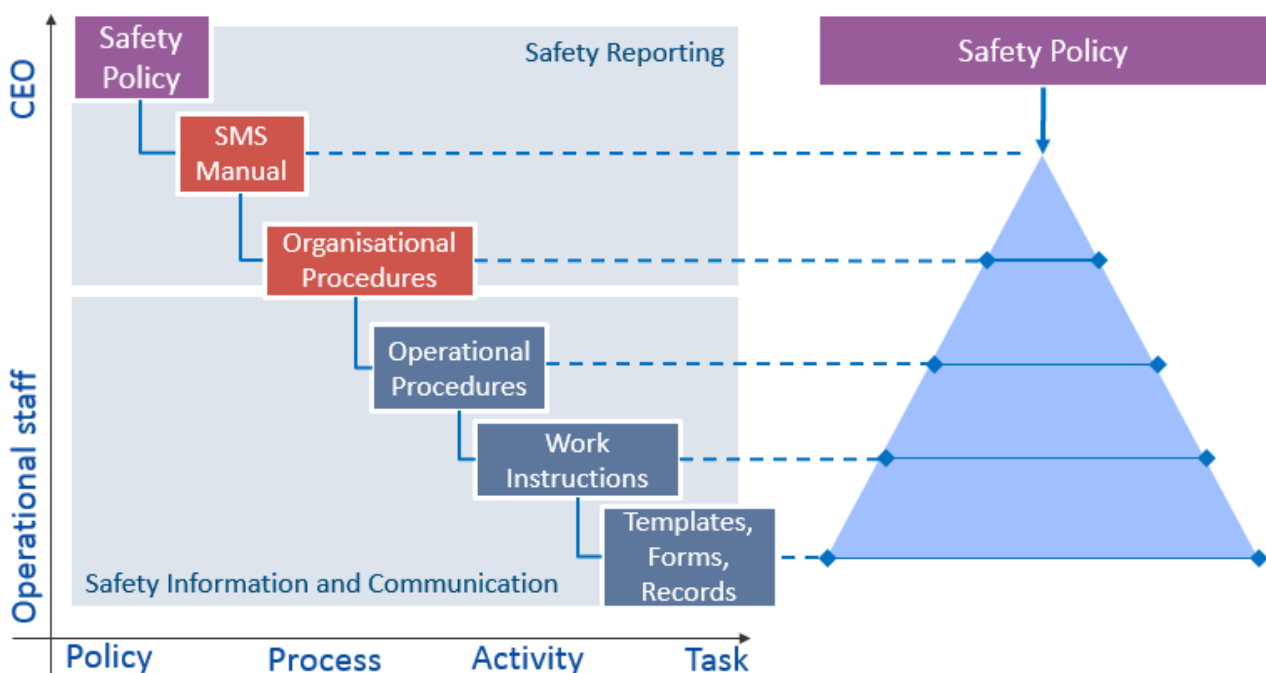 CEO
Operational staff
Safety
Policy
Safety Reporting
Safety Policy
SMS
Manual
Organisational
Procedures
Operational
Procedures
Work
Instructions
Templates,
Forms,
Records
Safety Information and Communication
Policy
Process
Activity
Task